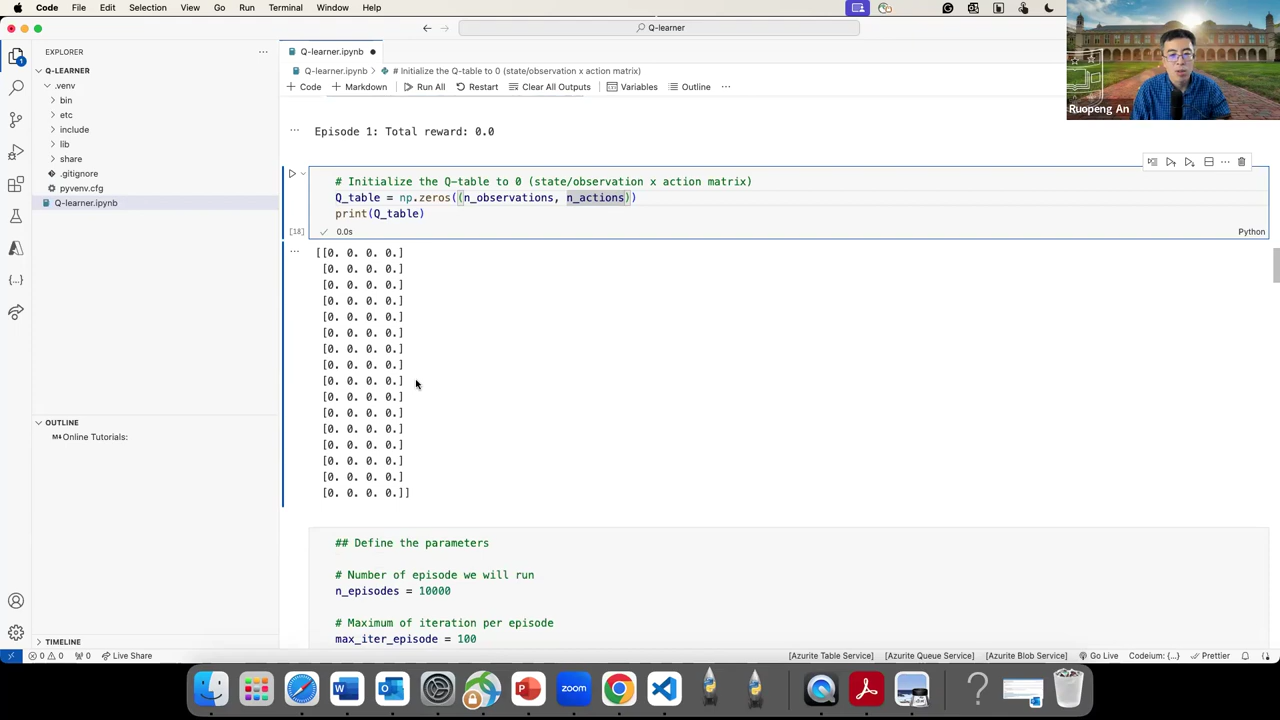 Code File Edit Selection View Go Run Terminal Window Help
Q-learner
EXPLORER
Q-learner.ipynb
Q-LEARNER
Q-learner.ipynb > # Initialize the Q-table to 0 (state/observation x action matrix)
+ Code + Markdown Run All Restart Clear All Outputs Variables Outline ...
.venv
bin
etc
include
lib
share
.gitignore
pyvenv.cfg
Q-learner.ipynb
Ruopeng An
Episode 1: Total reward: 0.0
# Initialize the Q-table to 0 (state/observation x action matrix)
Q_table = np.zeros((n_observations, n_actions))
print(Q_table)
[18] 0.0s Python
[[0. 0. 0. 0.]
[0. 0. 0. 0.]
[0. 0. 0. 0.]
[0. 0. 0. 0.]
[0. 0. 0. 0.]
[0. 0. 0. 0.]
[0. 0. 0. 0.]
[0. 0. 0. 0.]
[0. 0. 0. 0.]
[0. 0. 0. 0.]
[0. 0. 0. 0.]
[0. 0. 0. 0.]
[0. 0. 0. 0.]
[0. 0. 0. 0.]
[0. 0. 0. 0.]
[0. 0. 0. 0.]]
OUTLINE
M↓Online Tutorials:
## Define the parameters
# Number of episode we will run
n_episodes = 10000
# Maximum of iteration per episode
max_iter_episode = 100
TIMELINE
0 0 0 Live Share [Azurite Table Service] [Azurite Queue Service] [Azurite Blob Service] Go Live Codeium: {...} Prettier
zoom